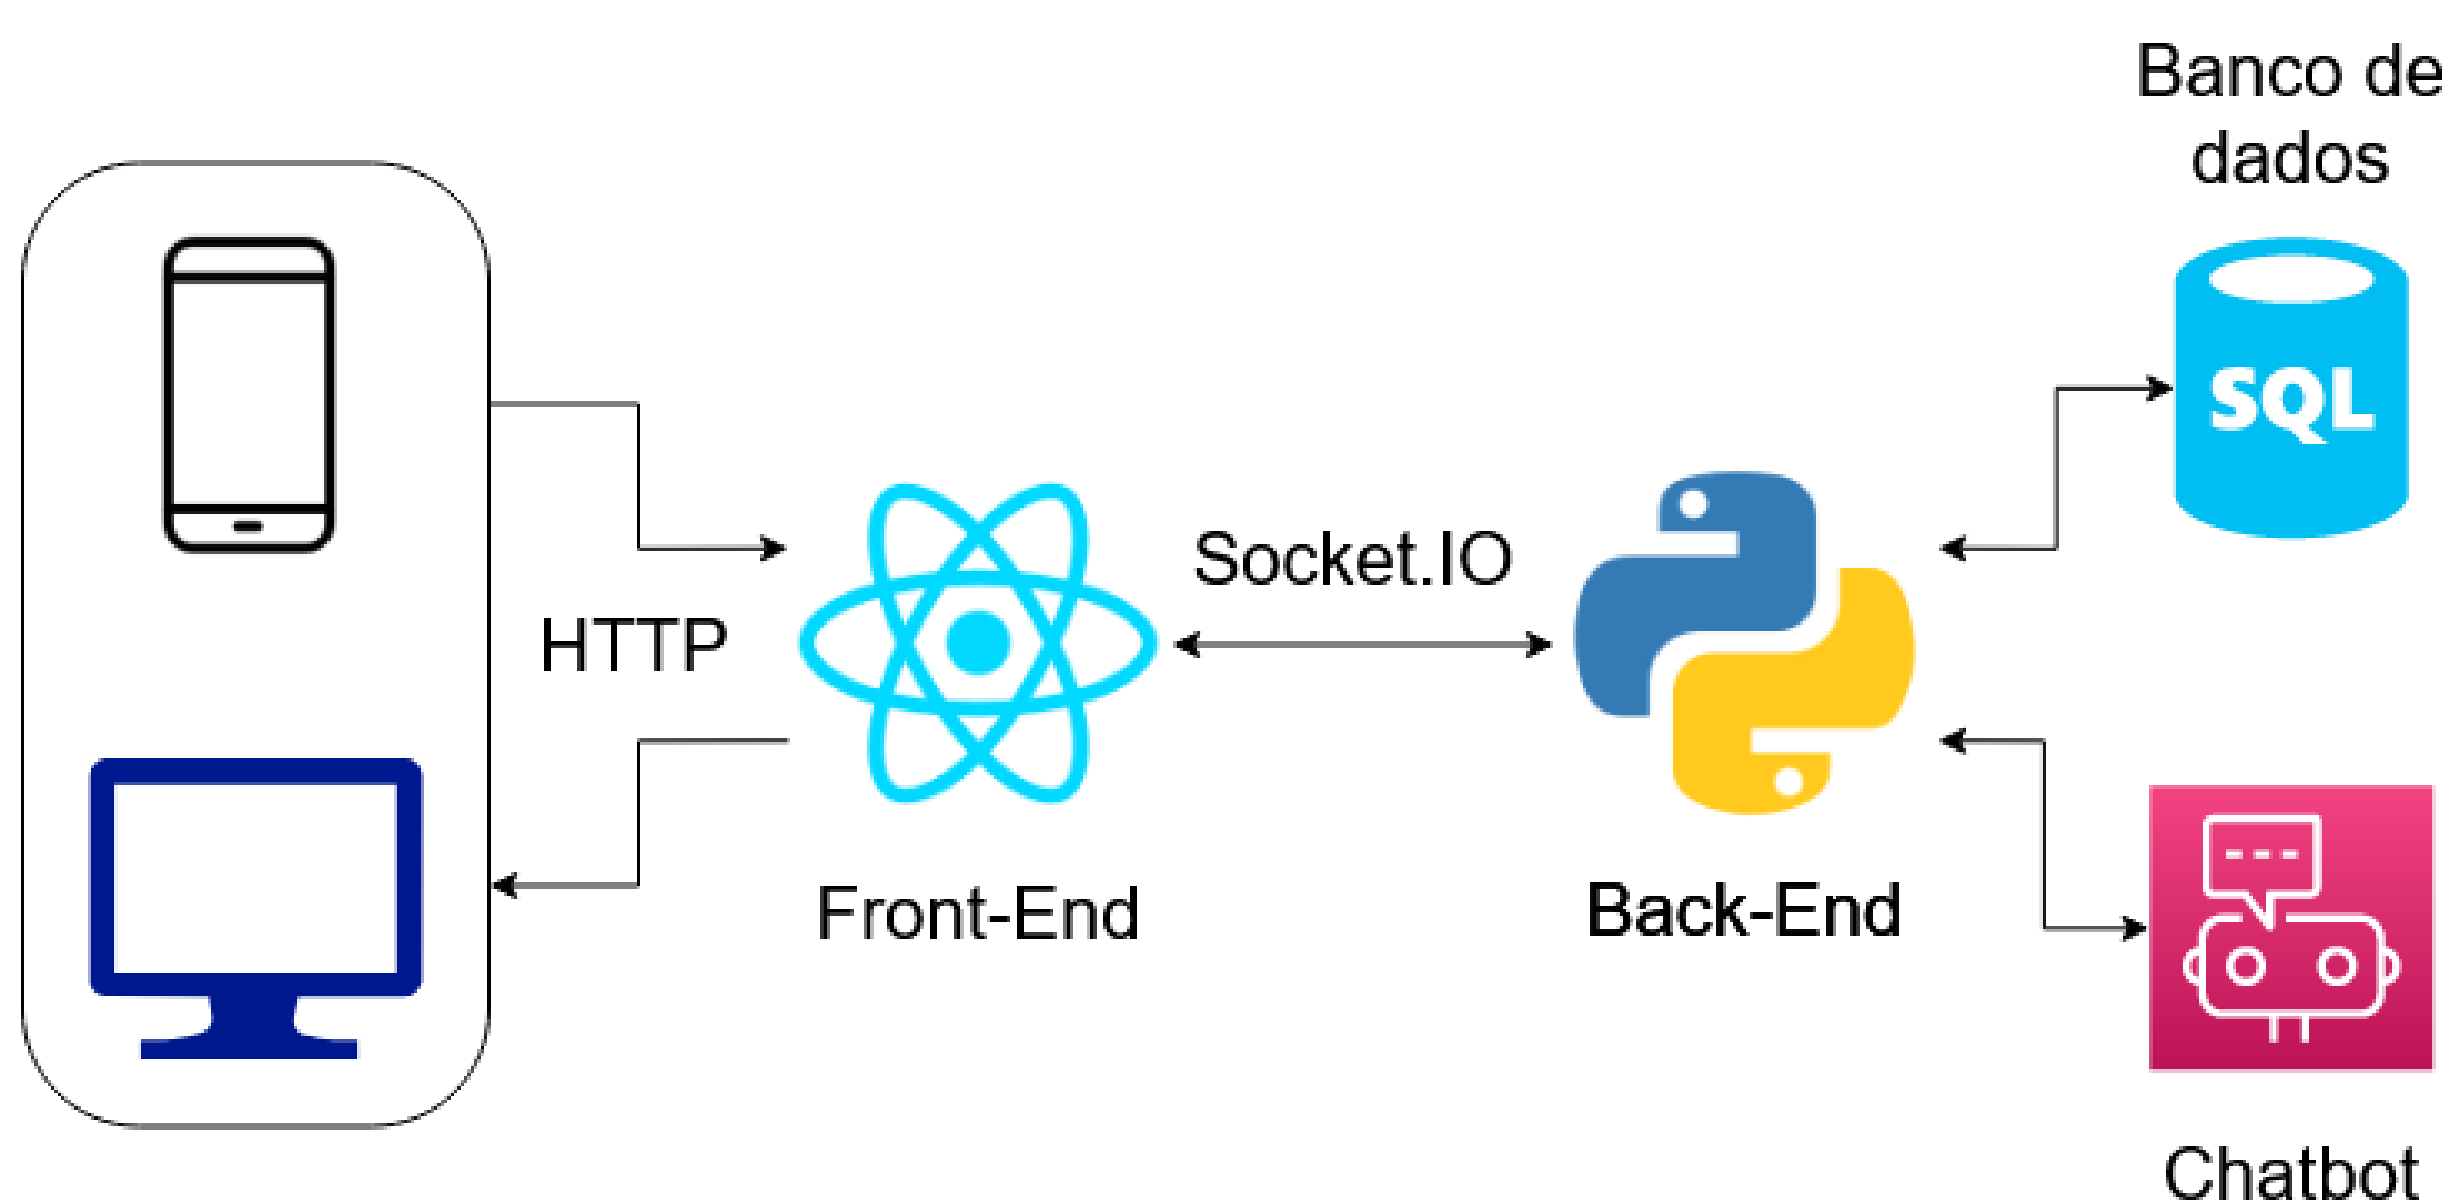 Banco de
dados
SQL
Socket.IO
HTTP
Front-End
Back-End
Chatbot